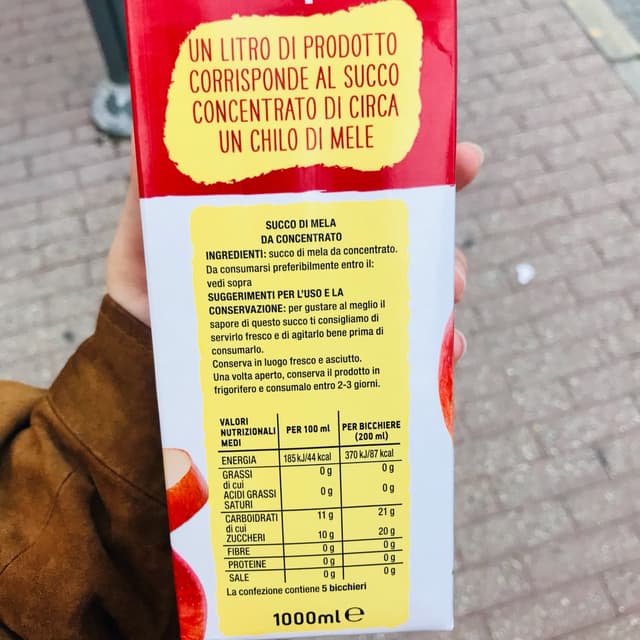 UN LITRO DI PRODOTTO
CORRISPONDE AL SUCCO
CONCENTRATO DI CIRCA
UN CHILO DI MELE
SUCCO DI MELA
DA CONCENTRATO
INGREDIENTI: succo di mela da concentrato.
Da consumarsi preferibilmente entro il:
vedi sopra
SUGGERIMENTI PER L'USO E LA
CONSERVAZIONE: per gustare al meglio il
sapore di questo succo ti consigliamo di
servirlo fresco e di agitarlo bene prima di
consumarlo.
Conserva in luogo fresco e asciutto.
Una volta aperto, conserva il prodotto in
frigorifero e consumalo entro 2-3 giorni.
VALORI
NUTRIZIONALI PER 100 ml PER BICCHIERE
MEDI (200 ml)
ENERGIA 185 kJ/44 kcal 370 kJ/87 kcal
GRASSI 0 g 0 g
di cui
ACIDI GRASSI 0 g 0 g
SATURI
CARBOIDRATI 11 g 21 g
di cui
ZUCCHERI 10 g 20 g
FIBRE 0 g 0 g
PROTEINE 0 g 0 g
SALE 0 g 0 g
La confezione contiene 5 bicchieri
1000ml e